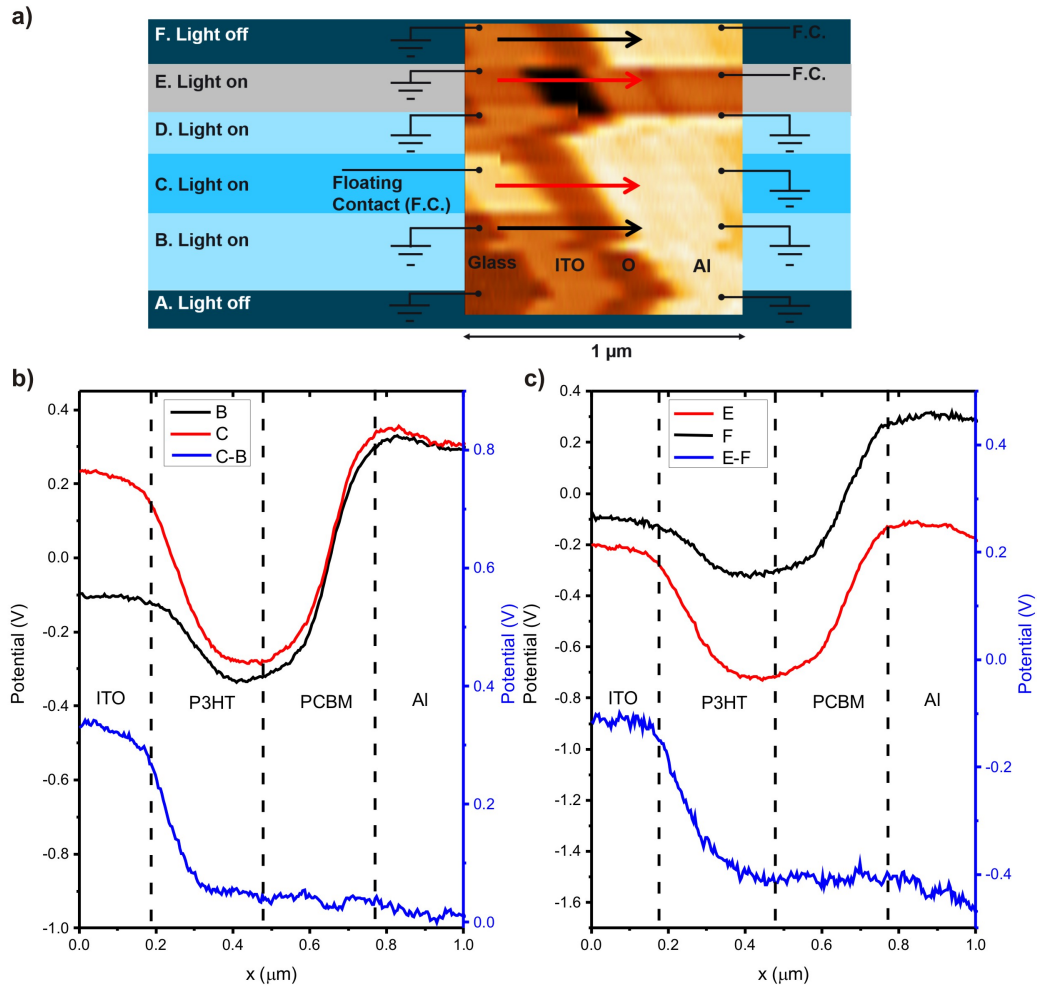 a)
F. Light off
F.C.
E. Light on
F.C.
D. Light on
C. Light on
Floating
Contact (F.C.)
B. Light on
Glass ITO O Al
A. Light off
1 µm
b)
0.4
0.2
0.0
-0.2
-0.4
-0.6
-0.8
-1.0
Potential (V)
B
C
C-B
ITO P3HT PCBM Al
0.8
0.6
0.4
0.2
0.0
Potential (V)
0.0 0.2 0.4 0.6 0.8 1.0
x (µm)
c)
0.4
0.2
0.0
-0.2
-0.4
-0.6
-0.8
-1.0
-1.2
-1.4
-1.6
Potential (V)
E
F
E-F
ITO P3HT PCBM Al
0.4
0.2
0.0
-0.2
-0.4
Potential (V)
0.0 0.2 0.4 0.6 0.8 1.0
x (µm)